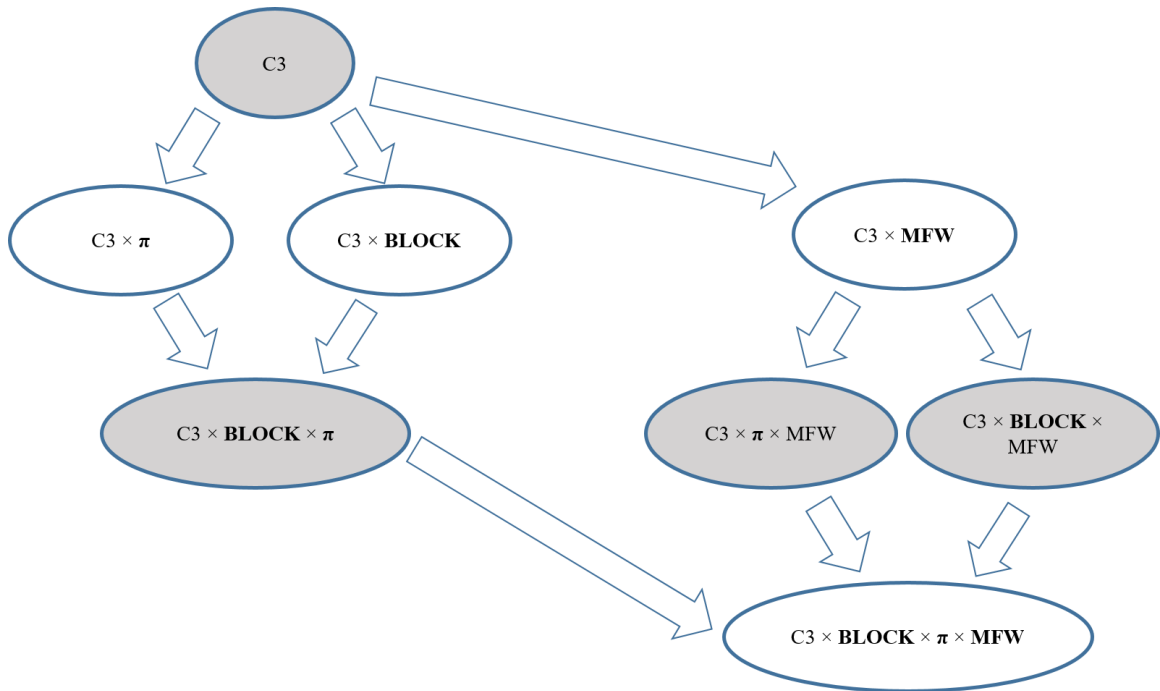 C3
C3 × π
C3 × BLOCK
C3 × MFW
C3 × BLOCK × π
C3 × π × MFW
C3 × BLOCK ×
MFW
C3 × BLOCK × π × MFW